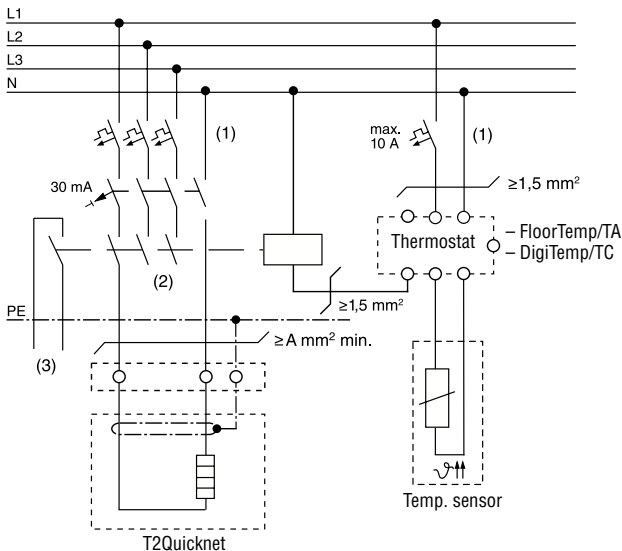 L1
L2
L3
N
(1)
max.
10 A
(1)
30 mA
≥1,5 mm²
Thermostat
– FloorTemp/TA
– DigiTemp/TC
(2)
≥1,5 mm²
PE
≥A mm² min.
(3)
ϑ
Temp. sensor
T2Quicknet